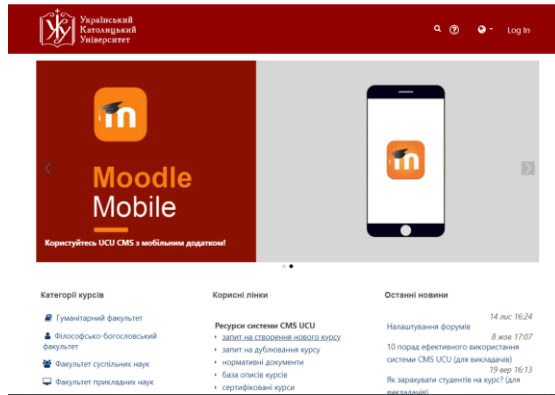 Український
Католицький
Університет
Log In
m
m
Moodle
Mobile
Користуйтесь UCU CMS з мобільним додатком!
Категорії курсів
Гуманітарний факультет
Філософсько-богословський
факультет
Факультет суспільних наук
Факультет прикладних наук
Корисні лінки
Ресурси системи CMS UCU
запит на створення нового курсу
запит на дублювання курсу
нормативні документи
база описів курсів
сертифіковані курси
Останні новини
14 лис 16:24
Налаштування форумів
8 жов 17:07
10 порад ефективного використання
системи CMS UCU (для викладачів)
19 вер 16:13
Як зарахувати студентів на курс? (для
викладачів)